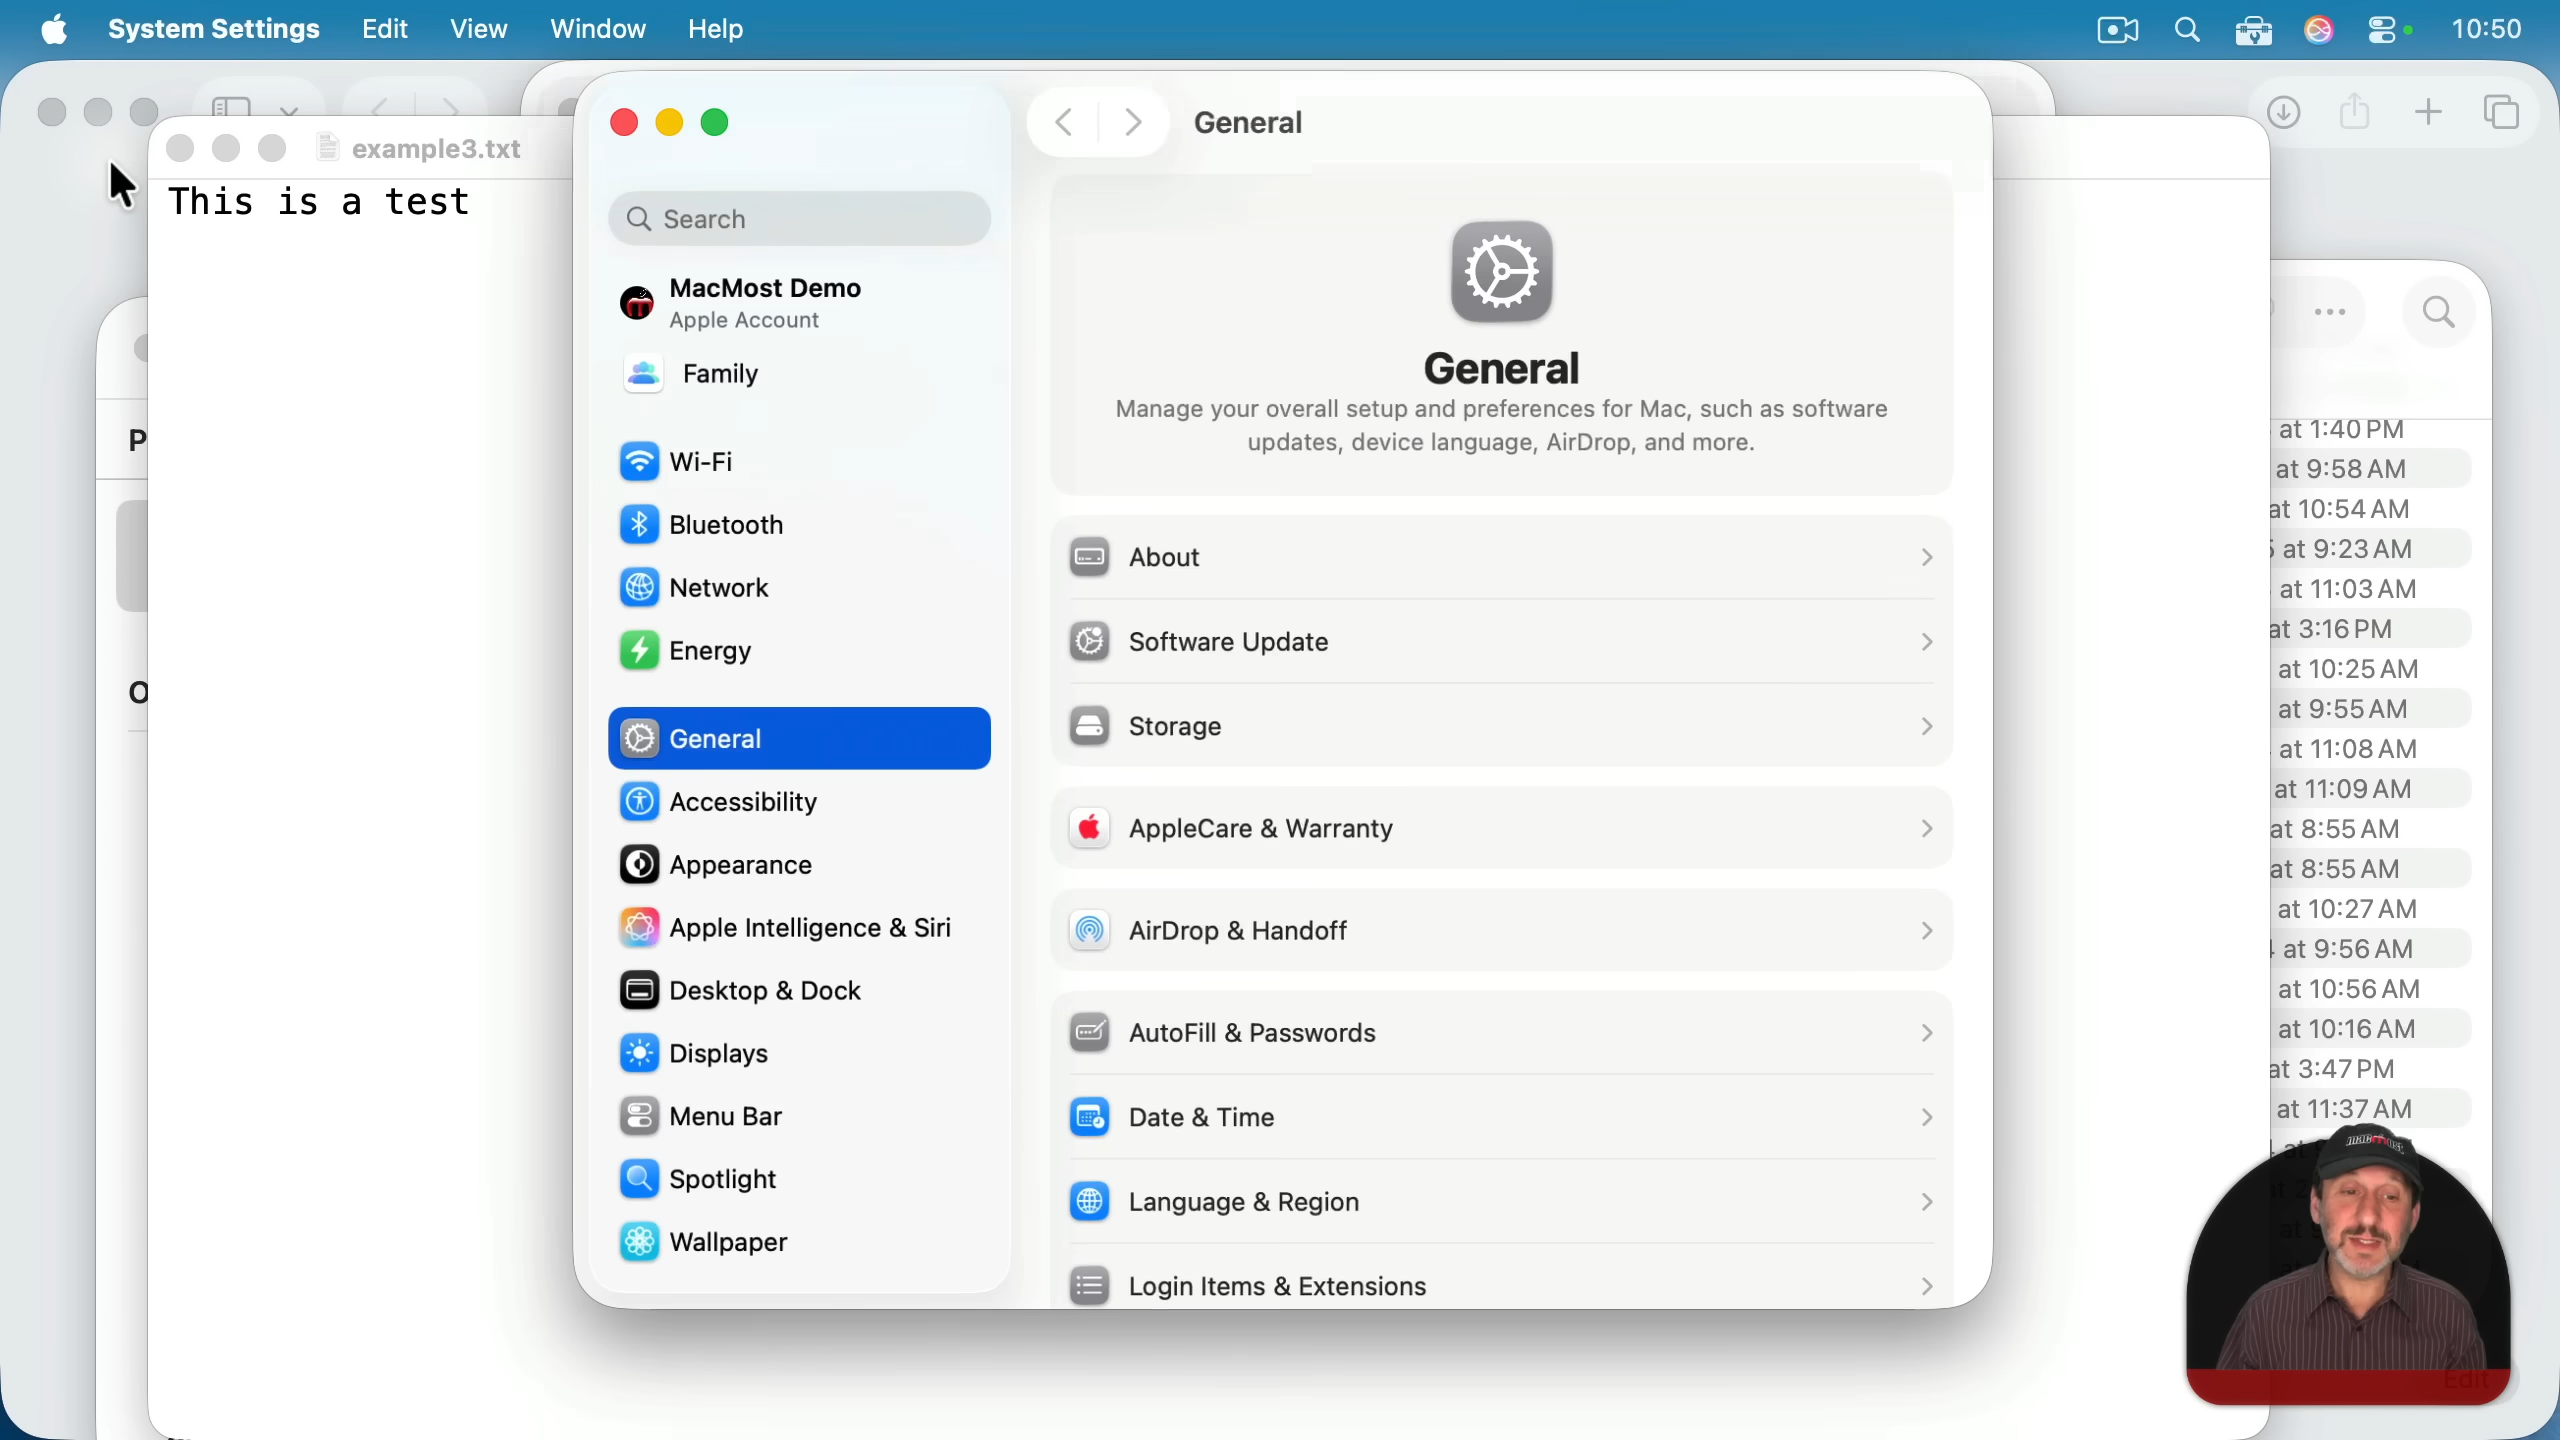 System Settings Edit View Window Help 10:50
example3.txt
This is a test
General
Search
MacMost Demo
Apple Account
Family
Wi-Fi
Bluetooth
Network
Energy
General
Accessibility
Appearance
Apple Intelligence & Siri
Desktop & Dock
Displays
Menu Bar
Spotlight
Wallpaper
General
Manage your overall setup and preferences for Mac, such as software
updates, device language, AirDrop, and more.
About
Software Update
Storage
AppleCare & Warranty
AirDrop & Handoff
AutoFill & Passwords
Date & Time
Language & Region
Login Items & Extensions
P
O
at 1:40 PM
at 9:58 AM
at 10:54 AM
at 9:23 AM
at 11:03 AM
at 3:16 PM
at 10:25 AM
at 9:55 AM
at 11:08 AM
at 11:09 AM
at 8:55 AM
at 8:55 AM
at 10:27 AM
at 9:56 AM
at 10:56 AM
at 10:16 AM
at 3:47 PM
at 11:37 AM
Edit